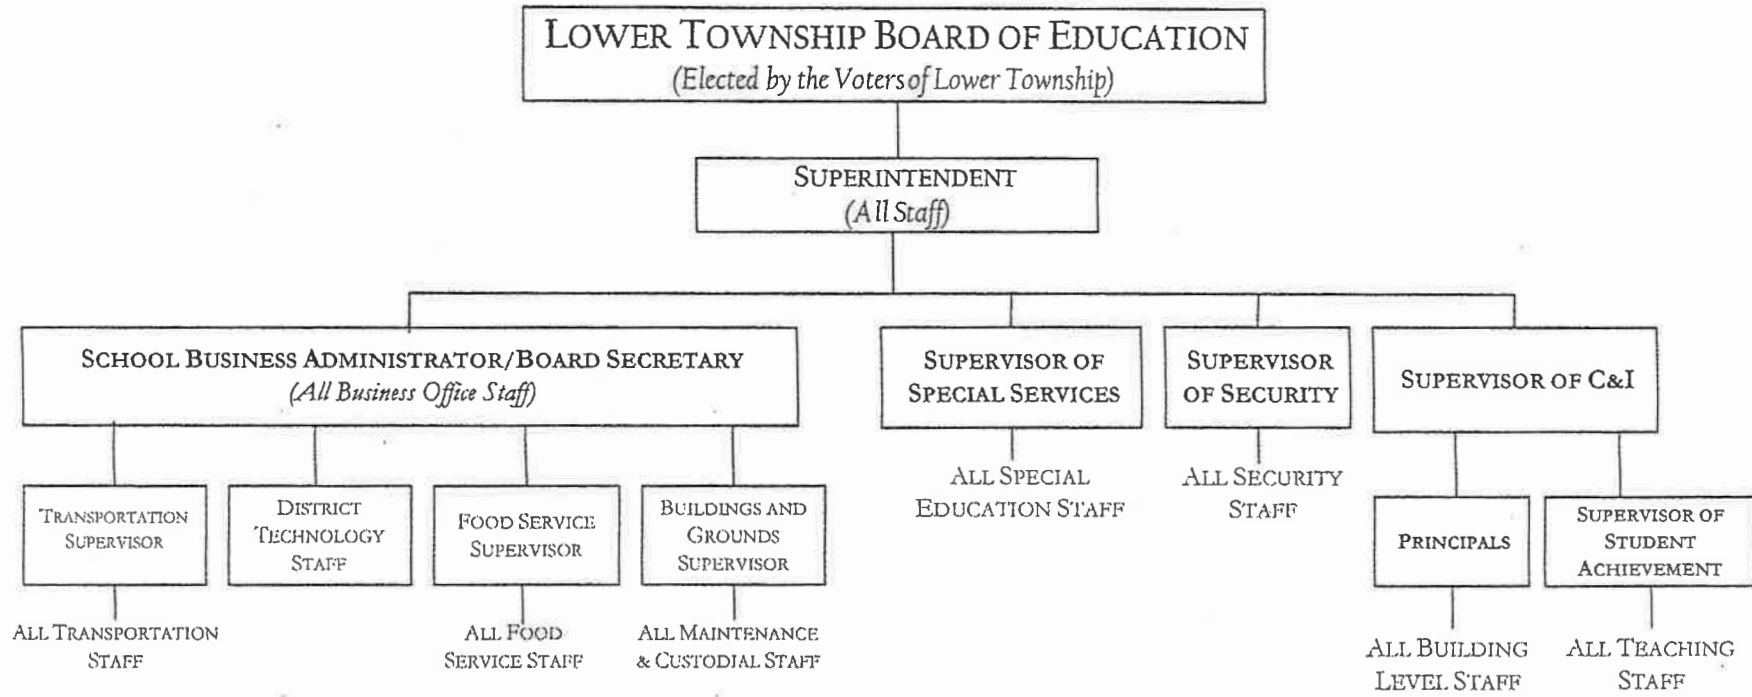 LOWER TOWNSHIP BOARD OF EDUCATION
(Elected by the Voters of Lower Township)
SUPERINTENDENT
(All Staff)
SCHOOL BUSINESS ADMINISTRATOR/BOARD SECRETARY
(All Business Office Staff)
SUPERVISOR OF
SPECIAL SERVICES
SUPERVISOR
OF SECURITY
SUPERVISOR OF C&I
TRANSPORTATION
SUPERVISOR
DISTRICT
TECHNOLOGY
STAFF
FOOD SERVICE
SUPERVISOR
BUILDINGS AND
GROUNDS
SUPERVISOR
ALL SPECIAL
EDUCATION STAFF
ALL SECURITY
STAFF
PRINCIPALS
SUPERVISOR OF
STUDENT
ACHIEVEMENT
ALL TRANSPORTATION
STAFF
ALL FOOD
SERVICE STAFF
ALL MAINTENANCE
& CUSTODIAL STAFF
ALL BUILDING
LEVEL STAFF
ALL TEACHING
STAFF